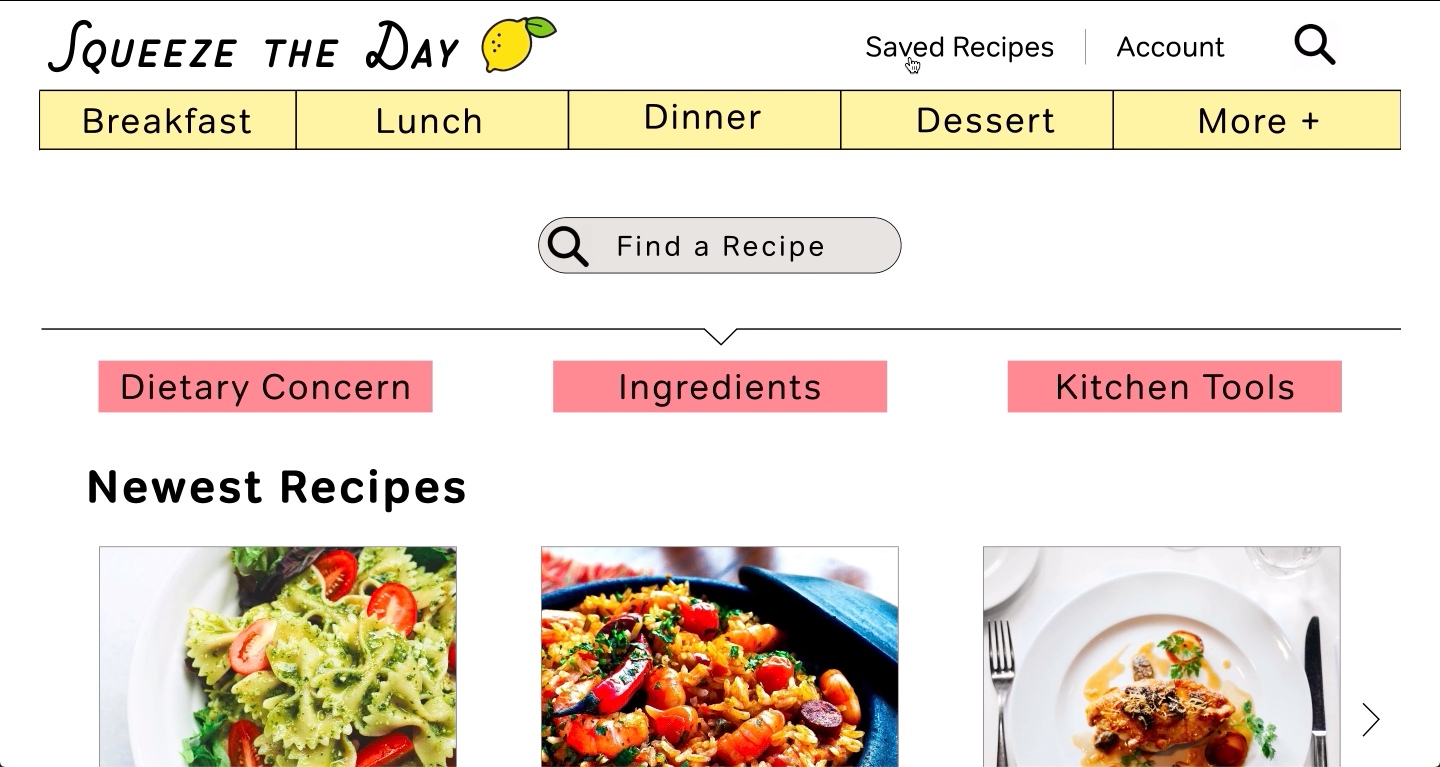 Squeeze the Day
Saved Recipes
Account
Breakfast
Lunch
Dinner
Dessert
More +
Find a Recipe
Dietary Concern
Ingredients
Kitchen Tools
Newest Recipes